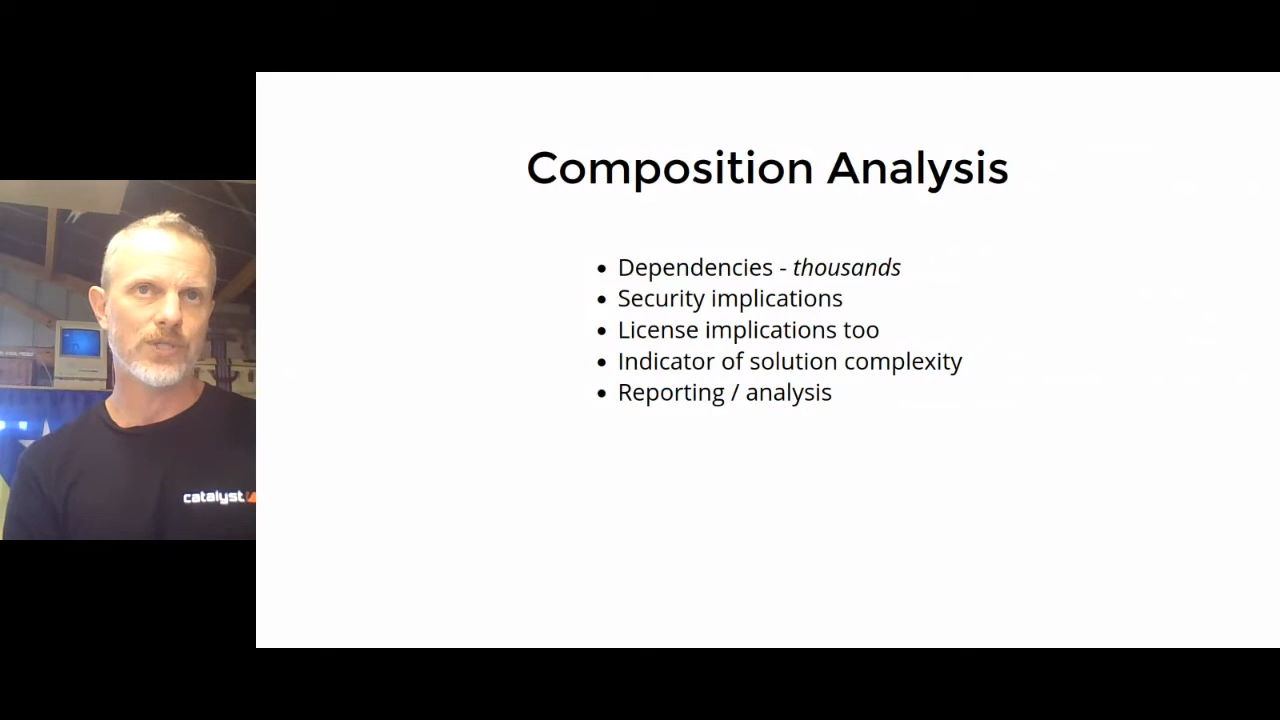 Composition Analysis
Dependencies - thousands
Security implications
License implications too
Indicator of solution complexity
Reporting / analysis
catalyst